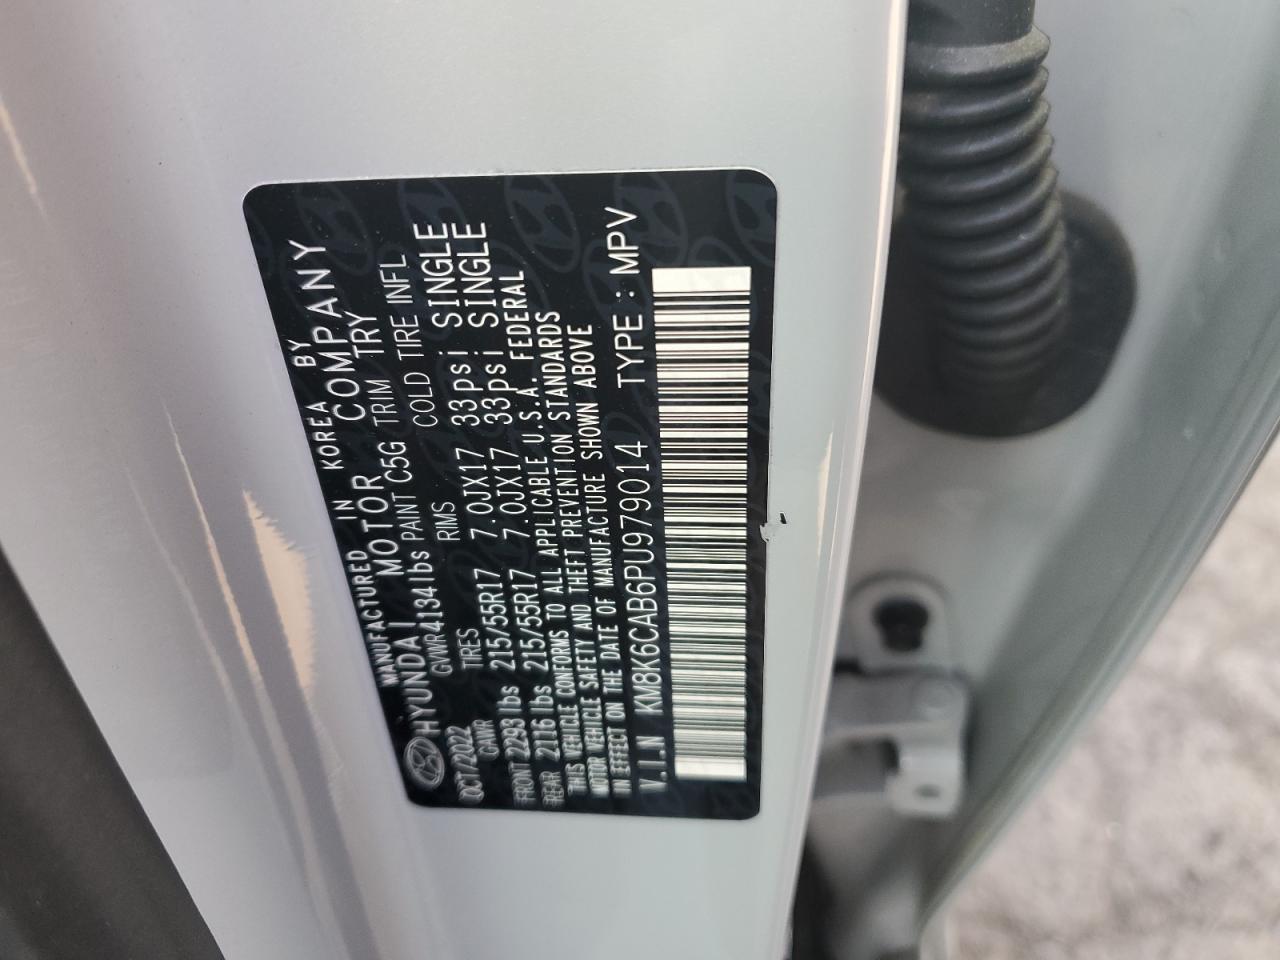 MANUFACTURED IN KOREA BY
HYUNDAI MOTOR COMPANY
OCT/2022 GVWR 4134lbs PAINT C5G TRIM TRY
GAWR TIRES RIMS COLD TIRE INFL
FRONT 2293 lbs 215/55R17 7.0JX17 33psi SINGLE
REAR 2116 lbs 215/55R17 7.0JX17 33psi SINGLE
THIS VEHICLE CONFORMS TO ALL APPLICABLE U.S.A. FEDERAL
MOTOR VEHICLE SAFETY AND THEFT PREVENTION STANDARDS
IN EFFECT ON THE DATE OF MANUFACTURE SHOWN ABOVE
V.I.N KM8K6CAB6PU979014 TYPE : MPV